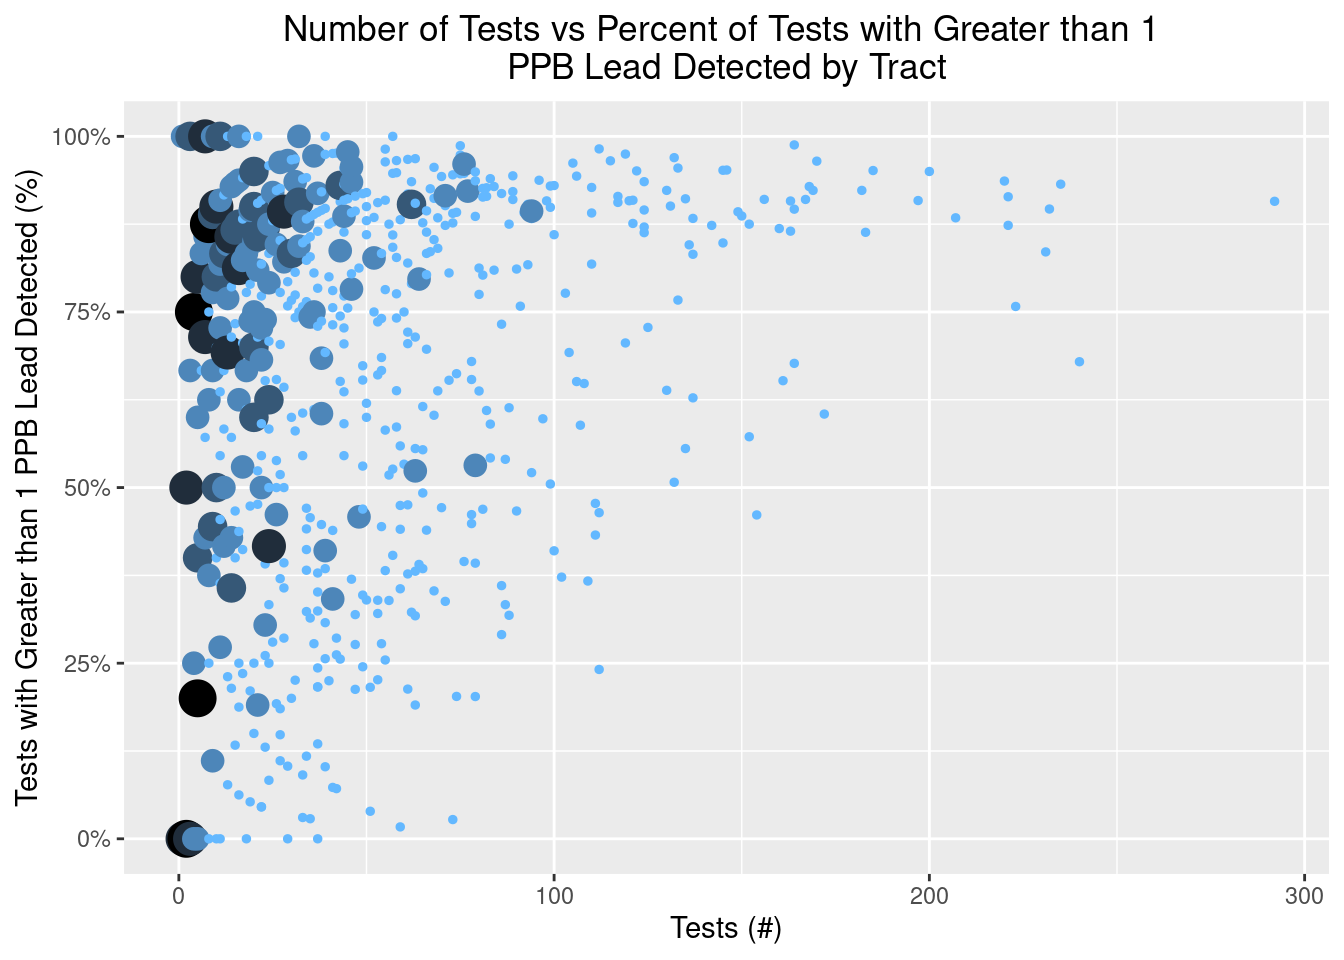 Number of Tests vs Percent of Tests with Greater than 1
PPB Lead Detected by Tract
Tests with Greater than 1 PPB Lead Detected (%)
100%
75%
50%
25%
0%
0
100
200
300
Tests (#)